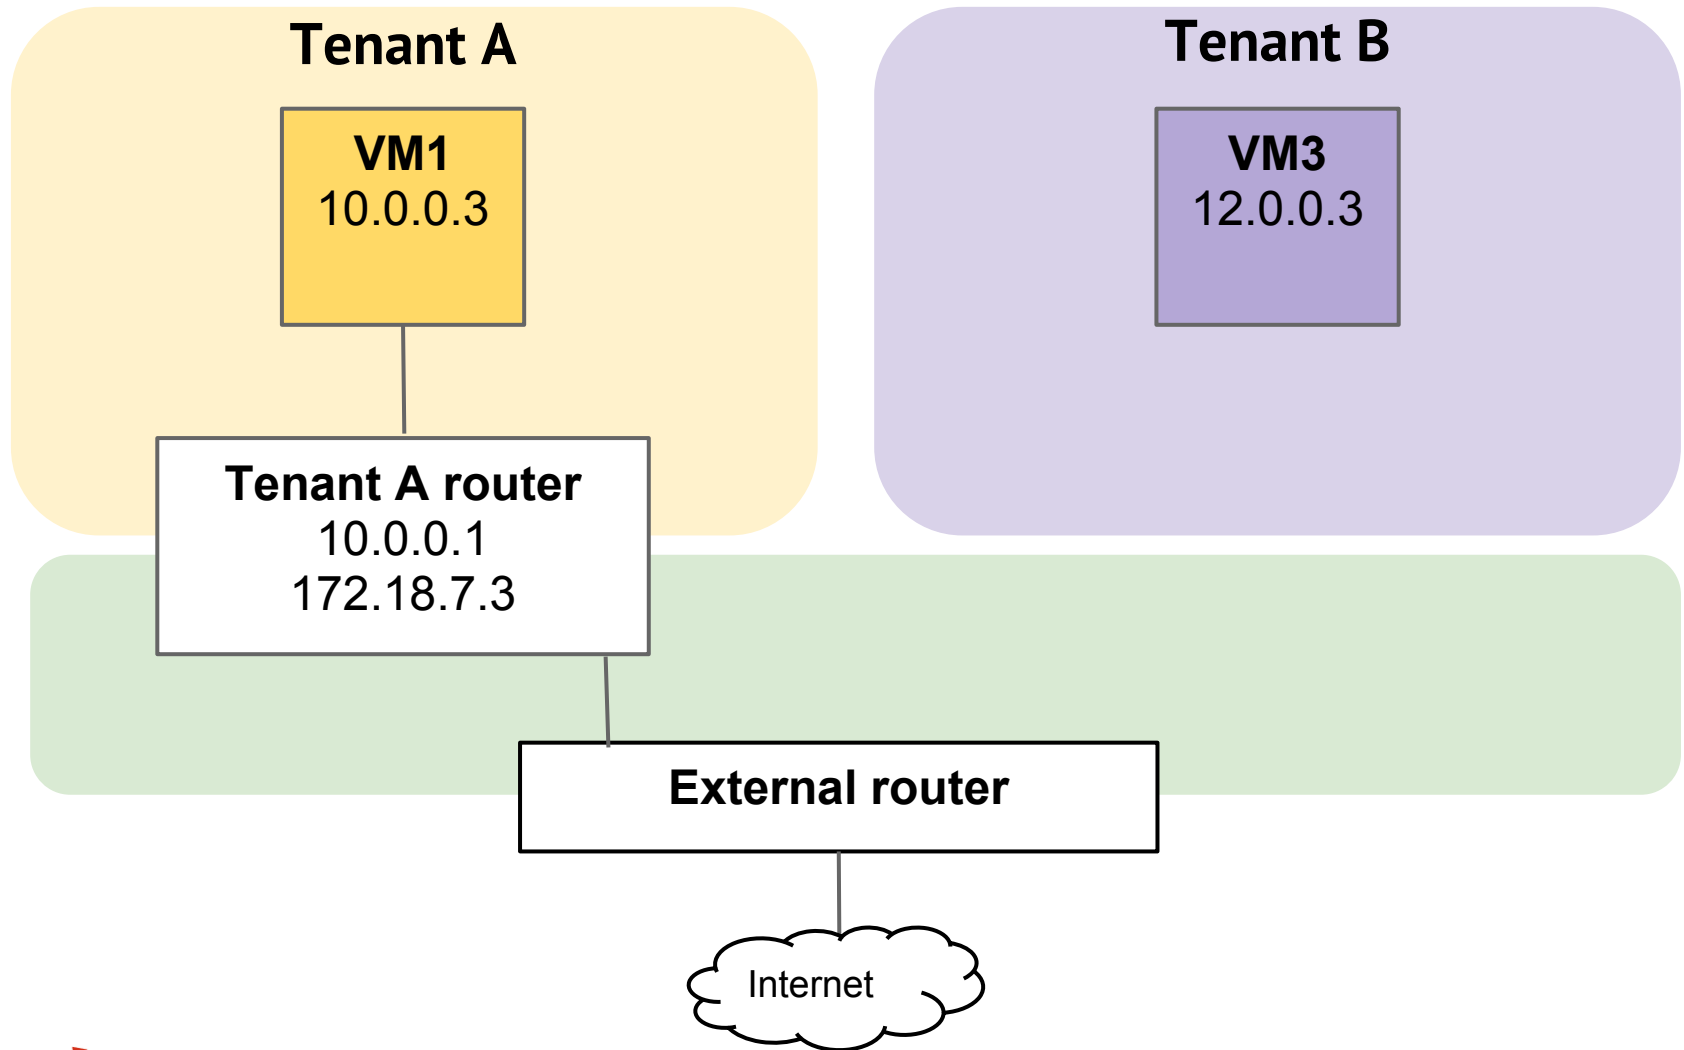 Tenant A
Tenant B
VM1
10.0.0.3
VM3
12.0.0.3
Tenant A router
10.0.0.1
172.18.7.3
External router
Internet